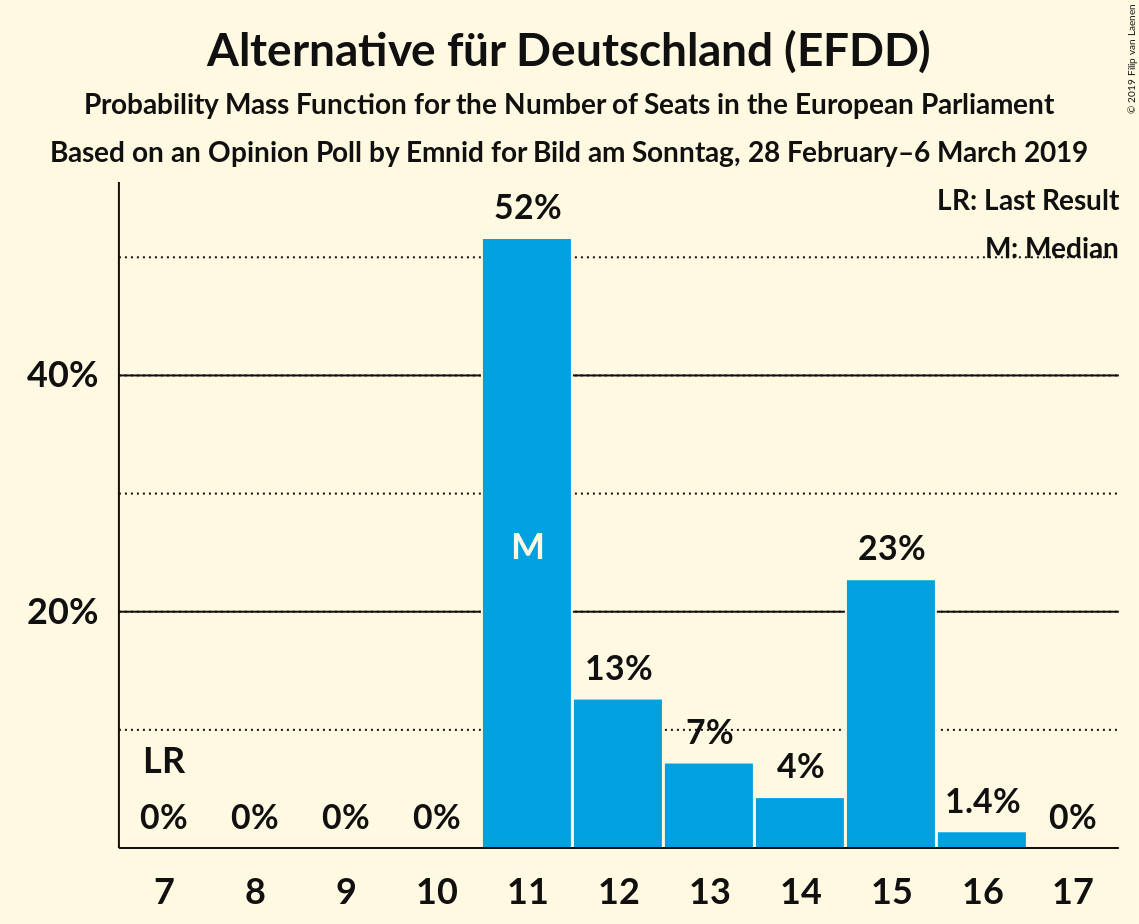 Alternative für Deutschland (EFDD)
Probability Mass Function for the Number of Seats in the European Parliament
Based on an Opinion Poll by Emnid for Bild am Sonntag, 28 February–6 March 2019
© 2019 Filip van Laenen
LR: Last Result
M: Median
52%
40%
M
23%
20%
13%
7%
LR
4%
1.4%
0% 0% 0% 0% 0%
7 8 9 10 11 12 13 14 15 16 17